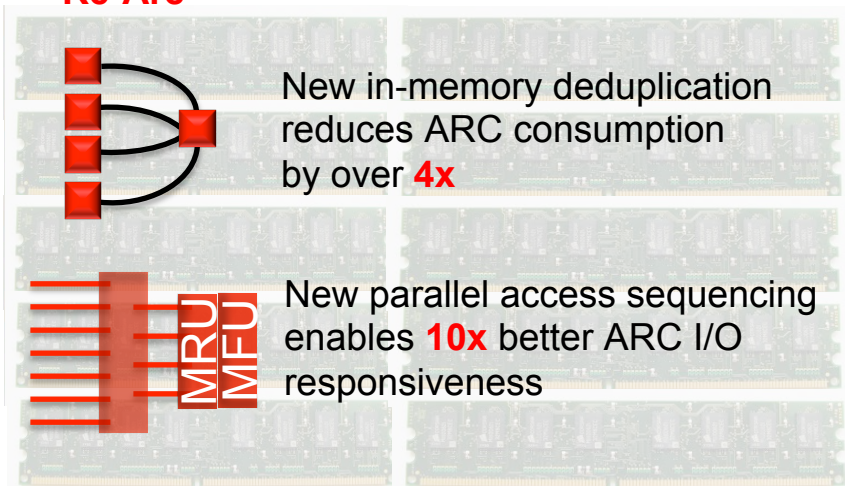 New in-memory deduplication
reduces ARC consumption
by over 4x
MRU
MFU
New parallel access sequencing
enables 10x better ARC I/O
responsiveness